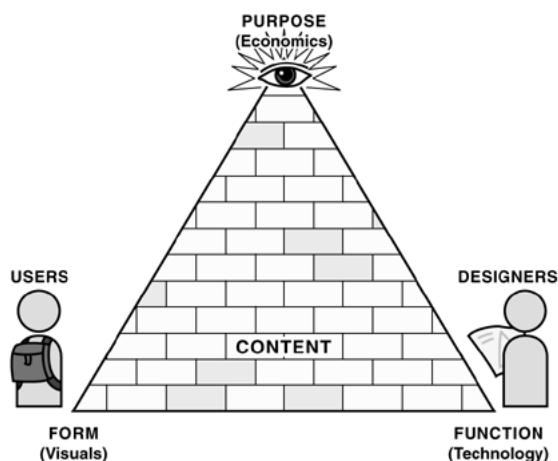 PURPOSE
(Economics)
USERS
DESIGNERS
CONTENT
FORM
(Visuals)
FUNCTION
(Technology)